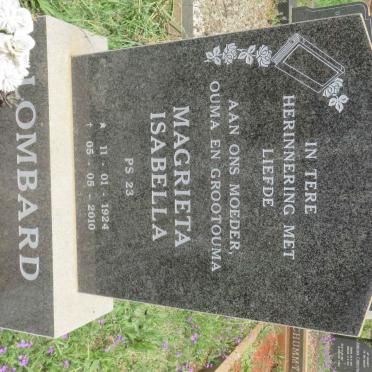 IN TERE
HERINNERING MET
LIEFDE
AAN ONS MOEDER,
OUMA EN GROOTOUMA
MAGRIETA
ISABELLA
PS 23
★ 11 - 01 - 1924
† 05 - 05 - 2010
LOMBARD